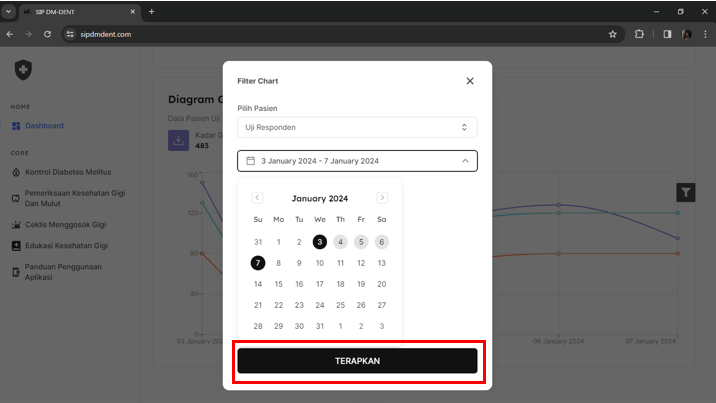 SIP DM-DENT
sipdmdent.com
HOME
Dashboard
CORE
Kontrol Diabetes Melitus
Pemeriksaan Kesehatan Gigi
Dan Mulut
Ceklis Menggosok Gigi
Edukasi Kesehatan Gigi
Panduan Penggunaan
Aplikasi
Diagram G
Data Pasien Uji
Kadar G
483
160
120
80
40
0
03 January 202
06 January 2024
07 January 2024
Filter Chart
Pilih Pasien
Uji Responden
3 January 2024 - 7 January 2024
January 2024
Su Mo Tu We Th Fr Sa
31 1 2 3 4 5 6
7 8 9 10 11 12 13
14 15 16 17 18 19 20
21 22 23 24 25 26 27
28 29 30 31 1 2 3
TERAPKAN